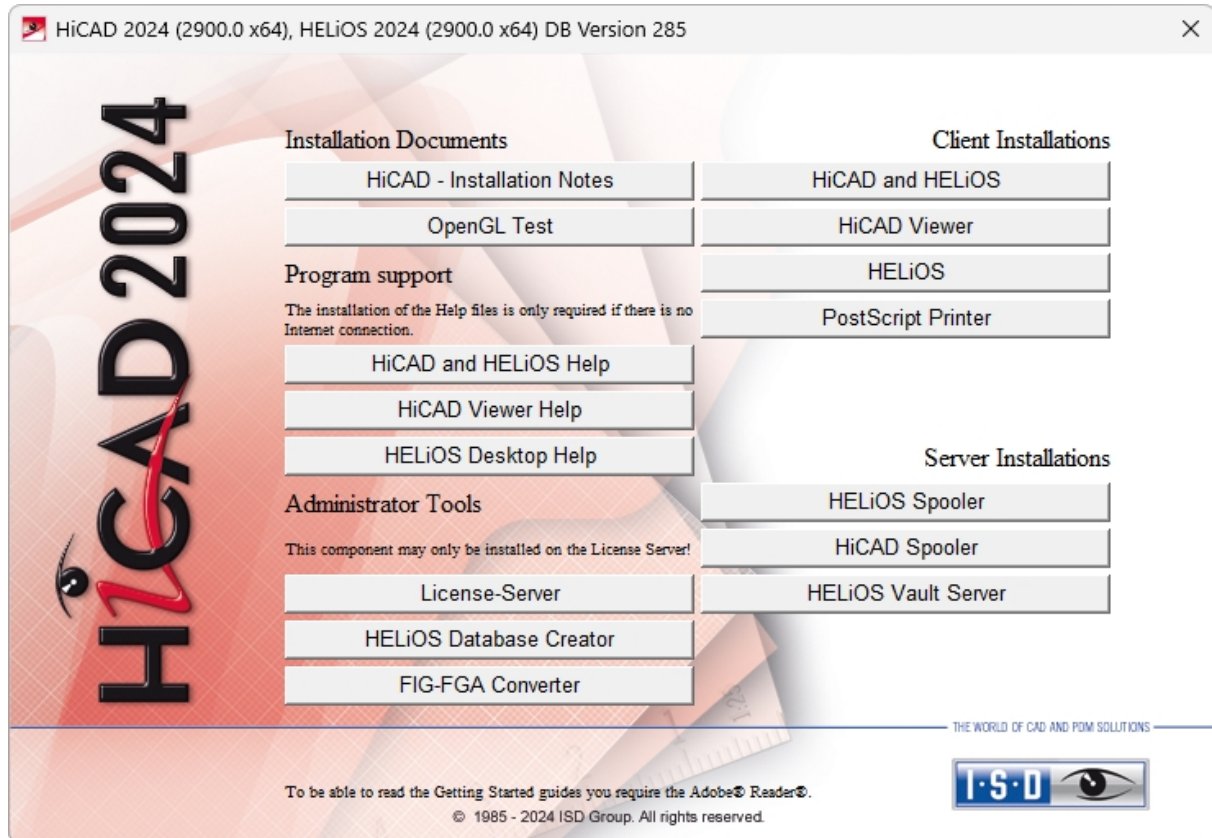 HiCAD 2024 (2900.0 x64), HELiOS 2024 (2900.0 x64) DB Version 285
HiCAD 2024
Installation Documents
HiCAD - Installation Notes
OpenGL Test
Program support
The installation of the Help files is only required if there is no
Internet connection.
HiCAD and HELiOS Help
HiCAD Viewer Help
HELiOS Desktop Help
Administrator Tools
This component may only be installed on the License Server!
License-Server
HELiOS Database Creator
FIG-FGA Converter
Client Installations
HiCAD and HELiOS
HiCAD Viewer
HELiOS
PostScript Printer
Server Installations
HELiOS Spooler
HiCAD Spooler
HELiOS Vault Server
THE WORLD OF CAD AND PDM SOLUTIONS
I·S·D
To be able to read the Getting Started guides you require the Adobe® Reader®.
© 1985 - 2024 ISD Group. All rights reserved.